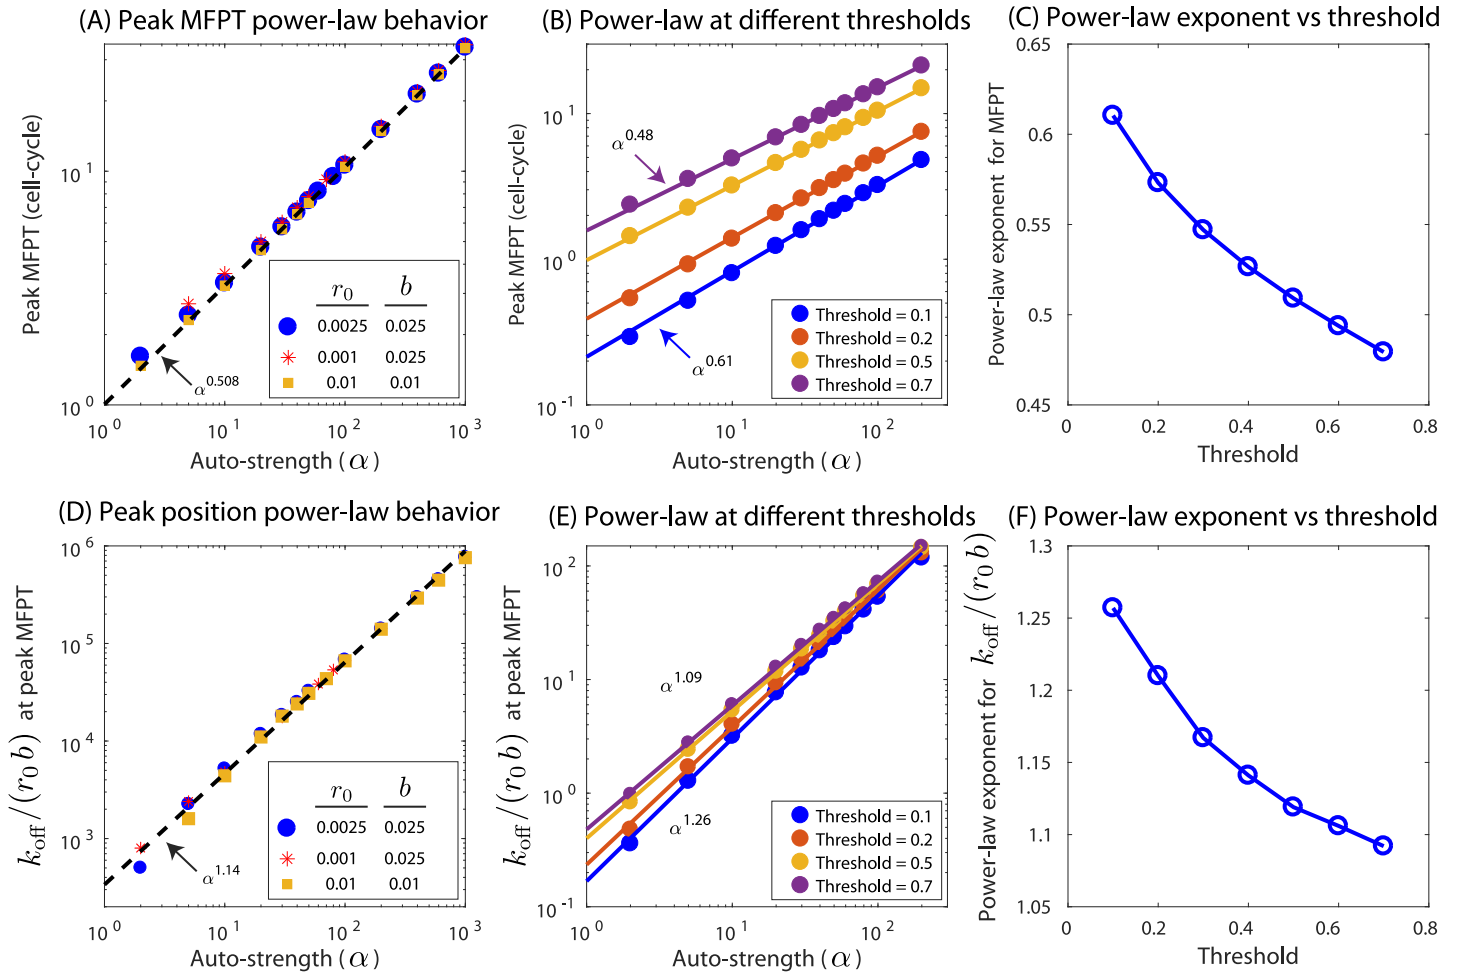 (A) Peak MFPT power-law behavior
Peak MFPT (cell-cycle)
10^1
10^0
10^0 10^1 10^2 10^3
Auto-strength (α)
α^0.508
r_0 b
0.0025 0.025
0.001 0.025
0.01 0.01
(B) Power-law at different thresholds
Peak MFPT (cell-cycle)
10^1
10^0
10^-1
10^0 10^1 10^2
Auto-strength (α)
α^0.48
α^0.61
Threshold = 0.1
Threshold = 0.2
Threshold = 0.5
Threshold = 0.7
(C) Power-law exponent vs threshold
Power-law exponent for MFPT
0.65
0.6
0.55
0.5
0.45
0 0.2 0.4 0.6 0.8
Threshold
(D) Peak position power-law behavior
k_off/(r_0 b) at peak MFPT
10^6
10^5
10^4
10^3
10^0 10^1 10^2 10^3
Auto-strength (α)
α^1.14
r_0 b
0.0025 0.025
0.001 0.025
0.01 0.01
(E) Power-law at different thresholds
k_off/(r_0 b) at peak MFPT
10^2
10^1
10^0
10^-1
10^0 10^1 10^2
Auto-strength (α)
α^1.09
α^1.26
Threshold = 0.1
Threshold = 0.2
Threshold = 0.5
Threshold = 0.7
(F) Power-law exponent vs threshold
Power-law exponent for k_off/(r_0 b)
1.3
1.25
1.2
1.15
1.1
1.05
0 0.2 0.4 0.6 0.8
Threshold